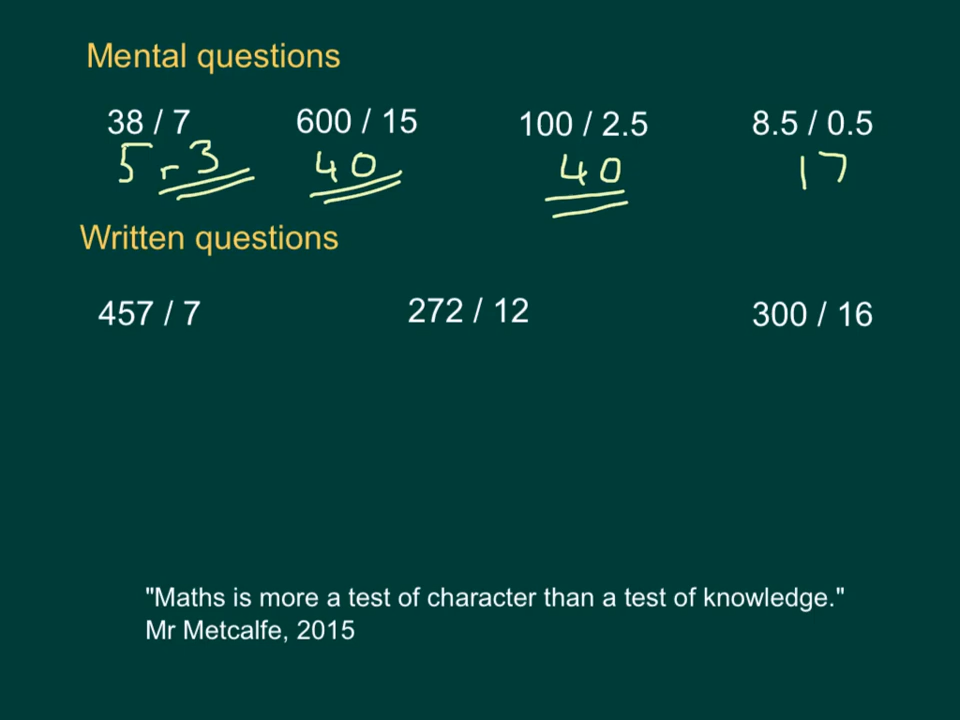 Mental questions
38 / 7 600 / 15 100 / 2.5 8.5 / 0.5
5 r 3 40 40 17
Written questions
457 / 7 272 / 12 300 / 16
"Maths is more a test of character than a test of knowledge."
Mr Metcalfe, 2015